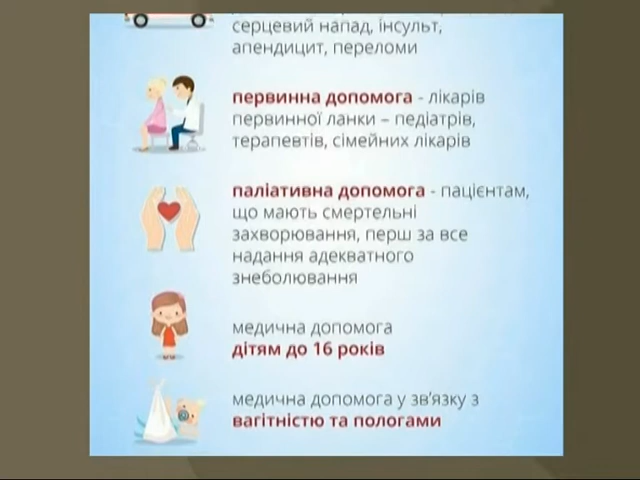 серцевий напад, інсульт,
апендицит, переломи
первинна допомога - лікарів
первинної ланки – педіатрів,
терапевтів, сімейних лікарів
паліативна допомога - пацієнтам,
що мають смертельні
захворювання, перш за все
надання адекватного
знеболювання
медична допомога
дітям до 16 років
медична допомога у зв'язку з
вагітністю та пологами